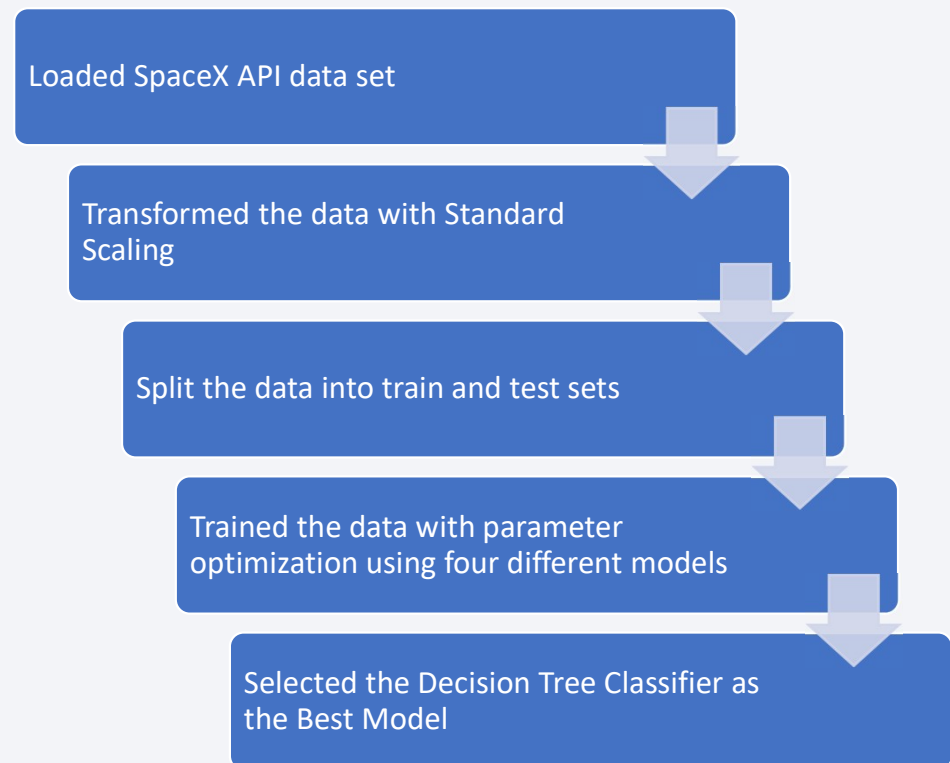 Loaded SpaceX API data set
Transformed the data with Standard
Scaling
Split the data into train and test sets
Trained the data with parameter
optimization using four different models
Selected the Decision Tree Classifier as
the Best Model